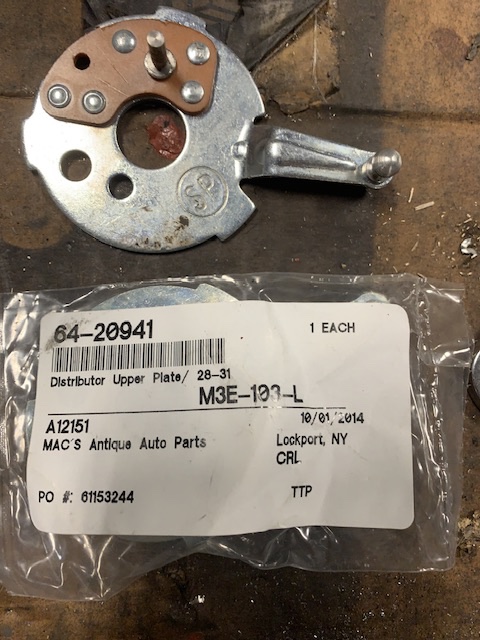 SP
64-20941
1 EACH
Distributor Upper Plate/ 28-31
M3E-103-L
A12151
10/01/2014
MAC'S Antique Auto Parts
Lockport, NY
CRL
PO #: 61153244
TTP